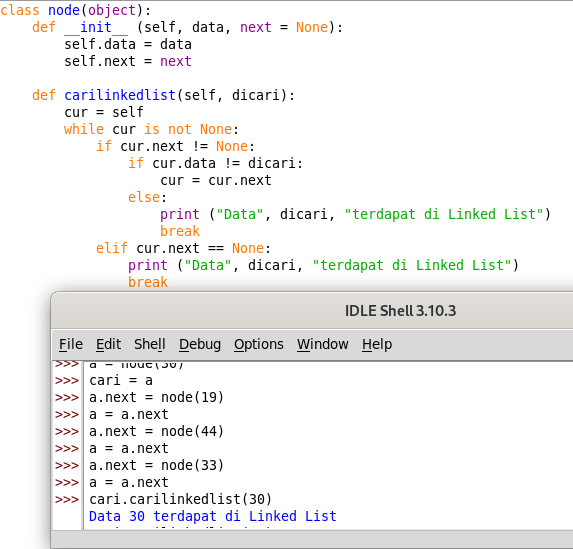 class node(object):
    def __init__ (self, data, next = None):
        self.data = data
        self.next = next

    def carilinkedlist(self, dicari):
        cur = self
        while cur is not None:
            if cur.next != None:
                if cur.data != dicari:
                    cur = cur.next
                else:
                    print ("Data", dicari, "terdapat di Linked List")
                    break
            elif cur.next == None:
                print ("Data", dicari, "terdapat di Linked List")
                break
IDLE Shell 3.10.3
File Edit Shell Debug Options Window Help
>>> a = node(30)
>>> cari = a
>>> a.next = node(19)
>>> a = a.next
>>> a.next = node(44)
>>> a = a.next
>>> a.next = node(33)
>>> a = a.next
>>> cari.carilinkedlist(30)
Data 30 terdapat di Linked List